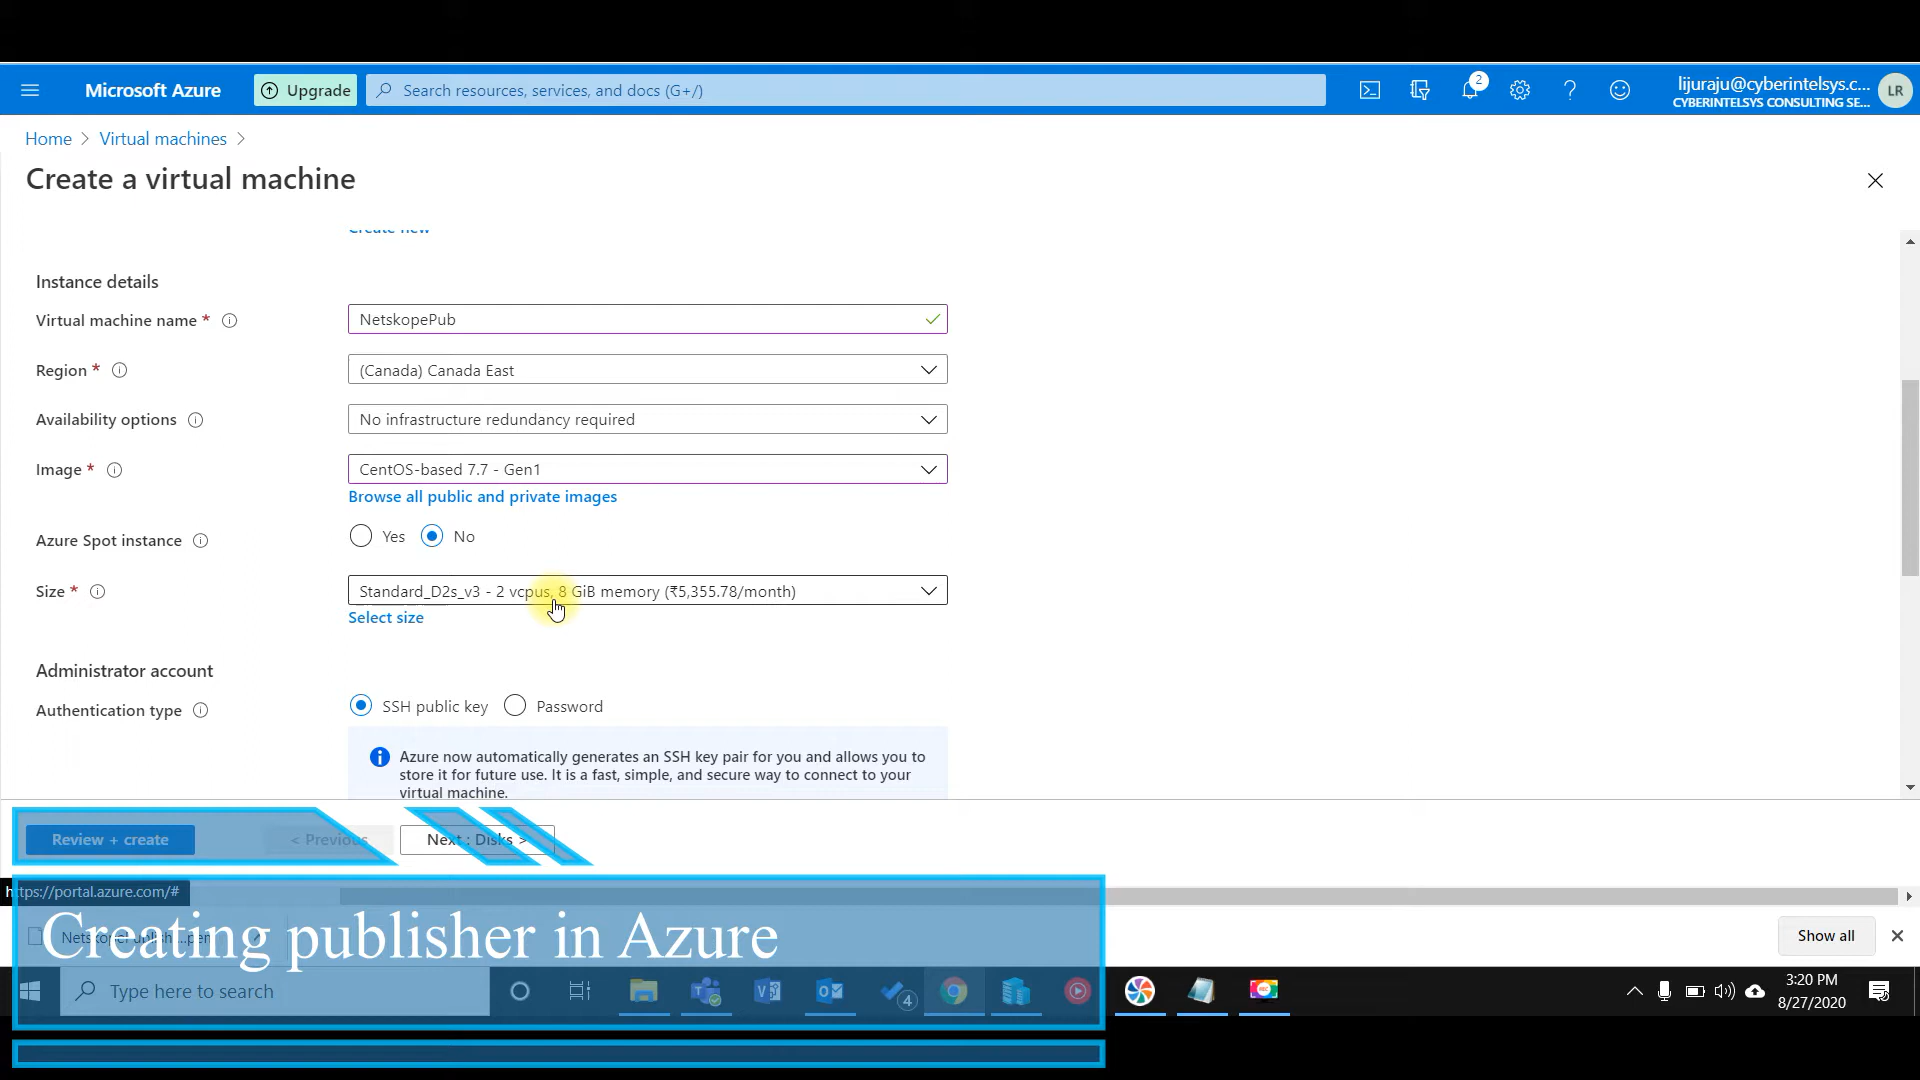 Microsoft Azure
Upgrade
Search resources, services, and docs (G+/)
2
lijuraju@cyberintelsys.c...
CYBERINTELSYS CONSULTING SE...
LR
Home > Virtual machines >
Create a virtual machine
Create new
Instance details
Virtual machine name *
NetskopePub
Region *
(Canada) Canada East
Availability options
No infrastructure redundancy required
Image *
CentOS-based 7.7 - Gen1
Browse all public and private images
Azure Spot instance
Yes No
Size *
Standard_D2s_v3 - 2 vcpus, 8 GiB memory (₹5,355.78/month)
Select size
Administrator account
Authentication type
SSH public key Password
Azure now automatically generates an SSH key pair for you and allows you to
store it for future use. It is a fast, simple, and secure way to connect to your
virtual machine.
Review + create
< Previous
Next : Disks >
https://portal.azure.com/#
Creating publisher in Azure
Show all
Type here to search
4
3:20 PM
8/27/2020